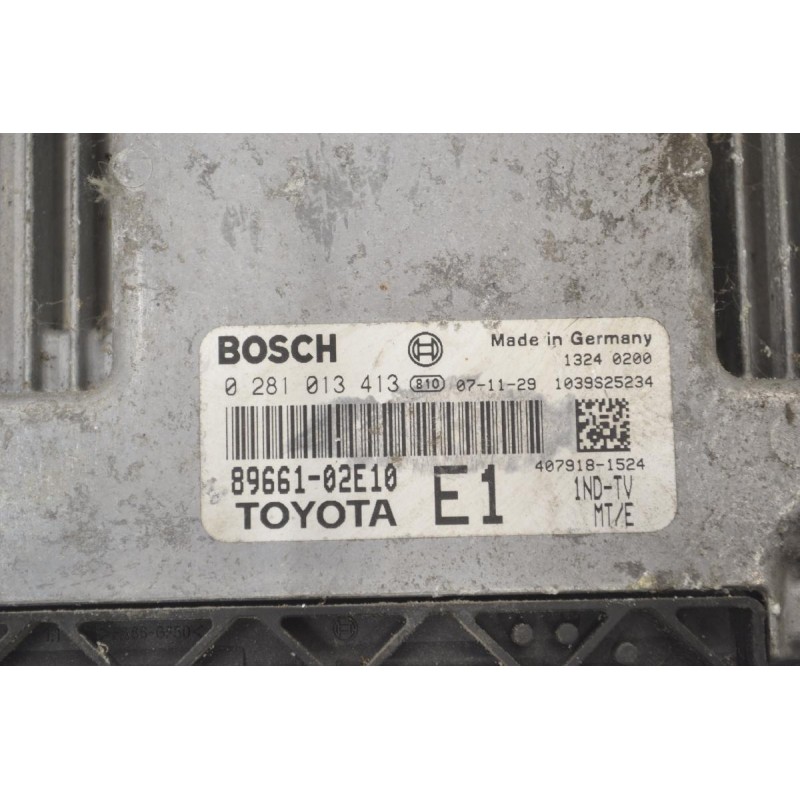 BOSCH Made in Germany
1324 0200
0 281 013 413 810 07-11-29 1039S25234
407918-1524
89661-02E10 E1 1ND-TV
TOYOTA MT/E